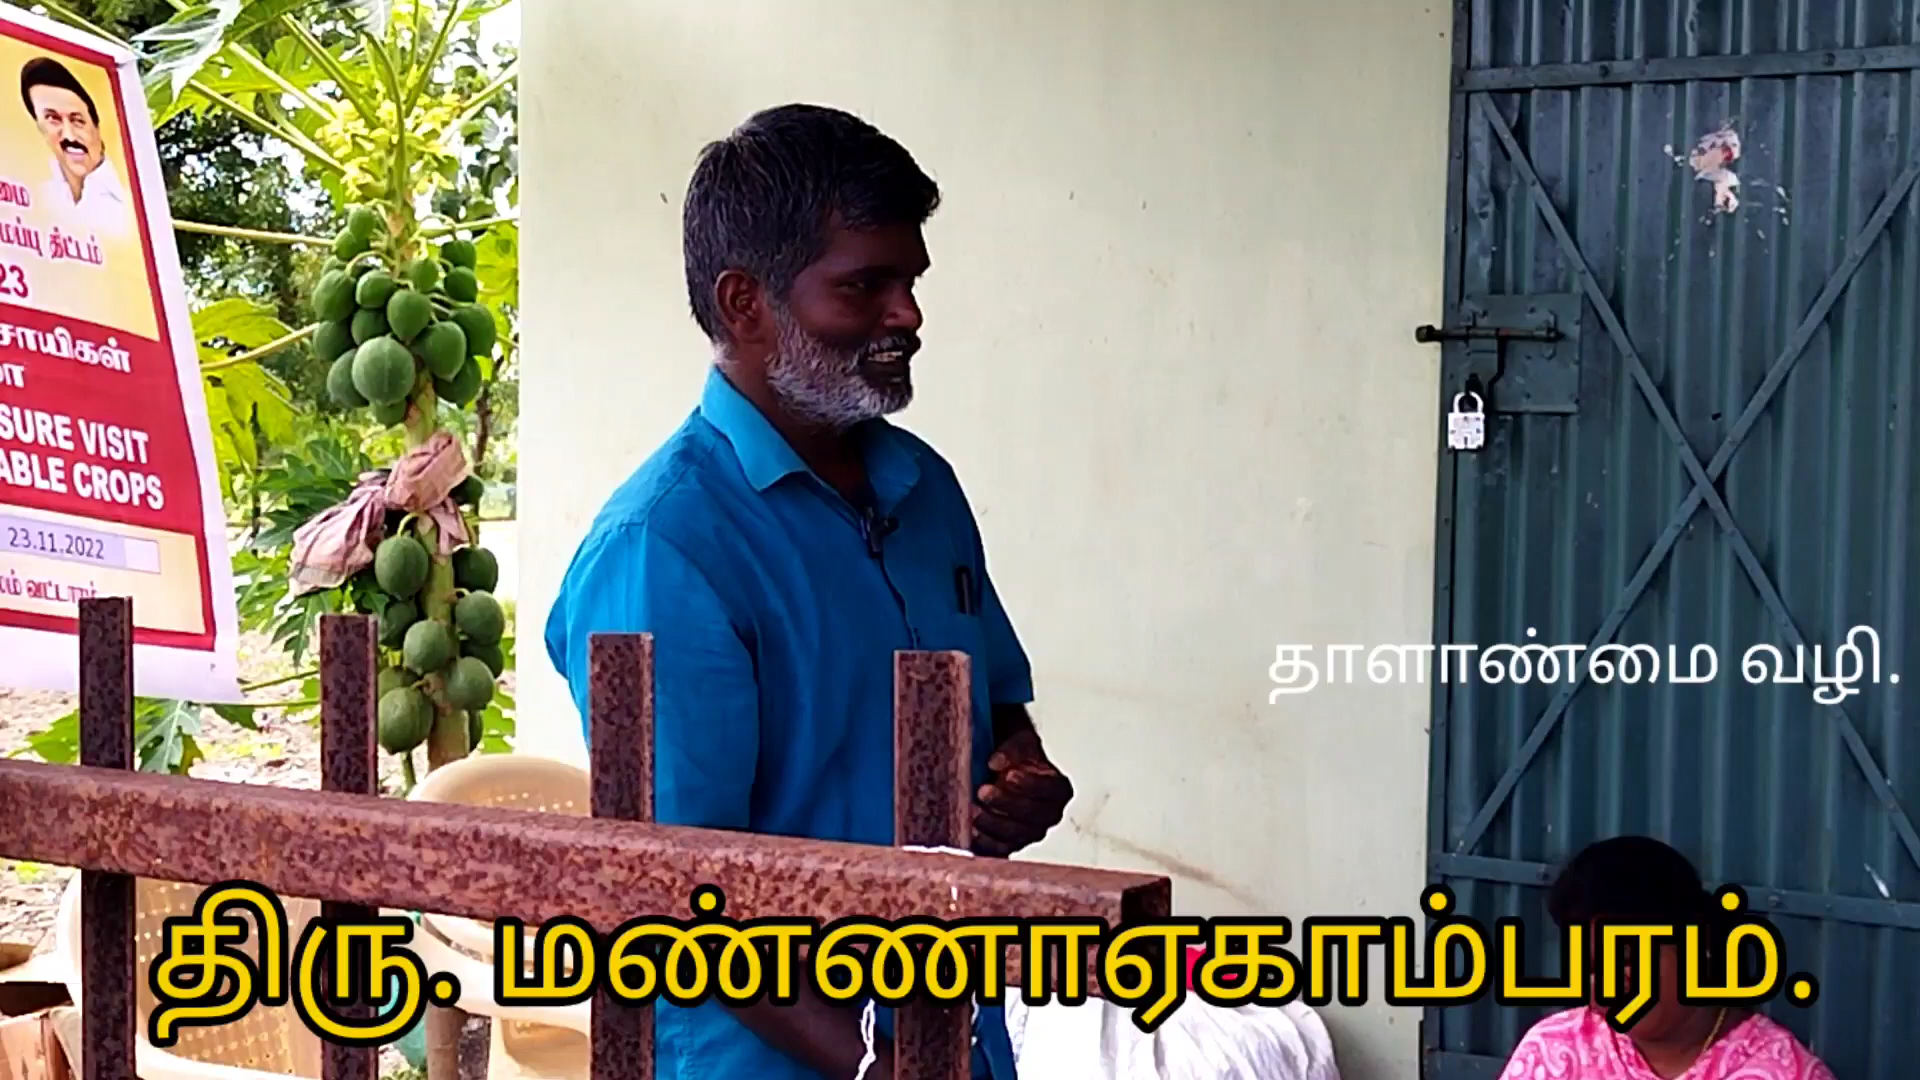 மை
மைப்பு திட்டம்
23
சாயிகள்
SURE VISIT
ABLE CROPS
23.11.2022
தாளாண்மை வழி.
திரு. மண்ணாஏகாம்பரம்.